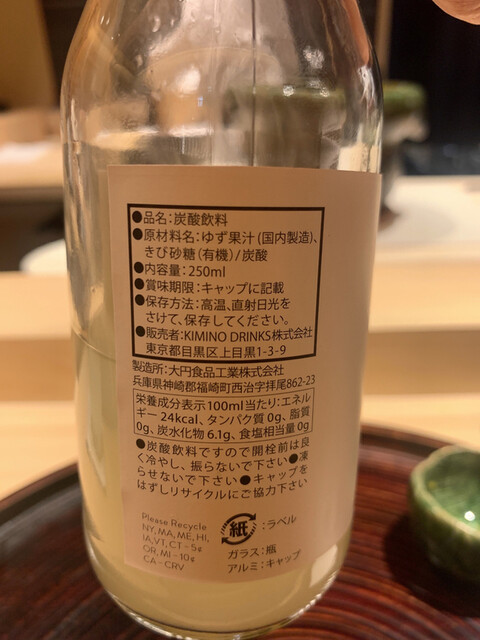 ●品名:炭酸飲料
●原材料名:ゆず果汁(国内製造)、
きび砂糖(有機)/炭酸
●内容量:250ml
●賞味期限:キャップに記載
●保存方法:高温、直射日光を
さけて、保存してください。
●販売者:KIMINO DRINKS株式会社
東京都目黒区上目黒1-3-9
製造所:大円食品工業株式会社
兵庫県神崎郡福崎町西治字拝尾862-23
栄養成分表示100ml当たり:エネル
ギー24kcal、タンパク質0g、脂質
0g、炭水化物6.1g、食塩相当量0g
●炭酸飲料ですので開栓前は良
く冷やし、振らないで下さい●凍
らせないで下さい●キャップを
はずしリサイクルにご協力下さい
Please Recycle
NY, MA, ME, HI,
IA, VT, CT - 5¢
OR, MI - 10¢
CA - CRV
紙:ラベル
ガラス:瓶
アルミ:キャップ